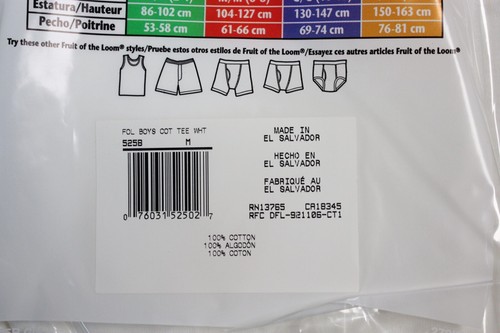 Estatura/Hauteur 86-102 cm 104-127 cm 130-147 cm 150-163 cm
Pecho/Poitrine 53-58 cm 61-66 cm 69-74 cm 76-81 cm
Try these other Fruit of the Loom® styles/Pruebe estos otros estilos de Fruit of the Loom®/Essayez ces autres articles Fruit of the Loom®
FOL BOYS COT TEE WHT
525B M
0 76031 52502 7
MADE IN
EL SALVADOR
HECHO EN
EL SALVADOR
FABRIQUÉ AU
EL SALVADOR
RN13765 CA18345
RFC DFL-921106-CT1
100% COTTON
100% ALGODÓN
100% COTON